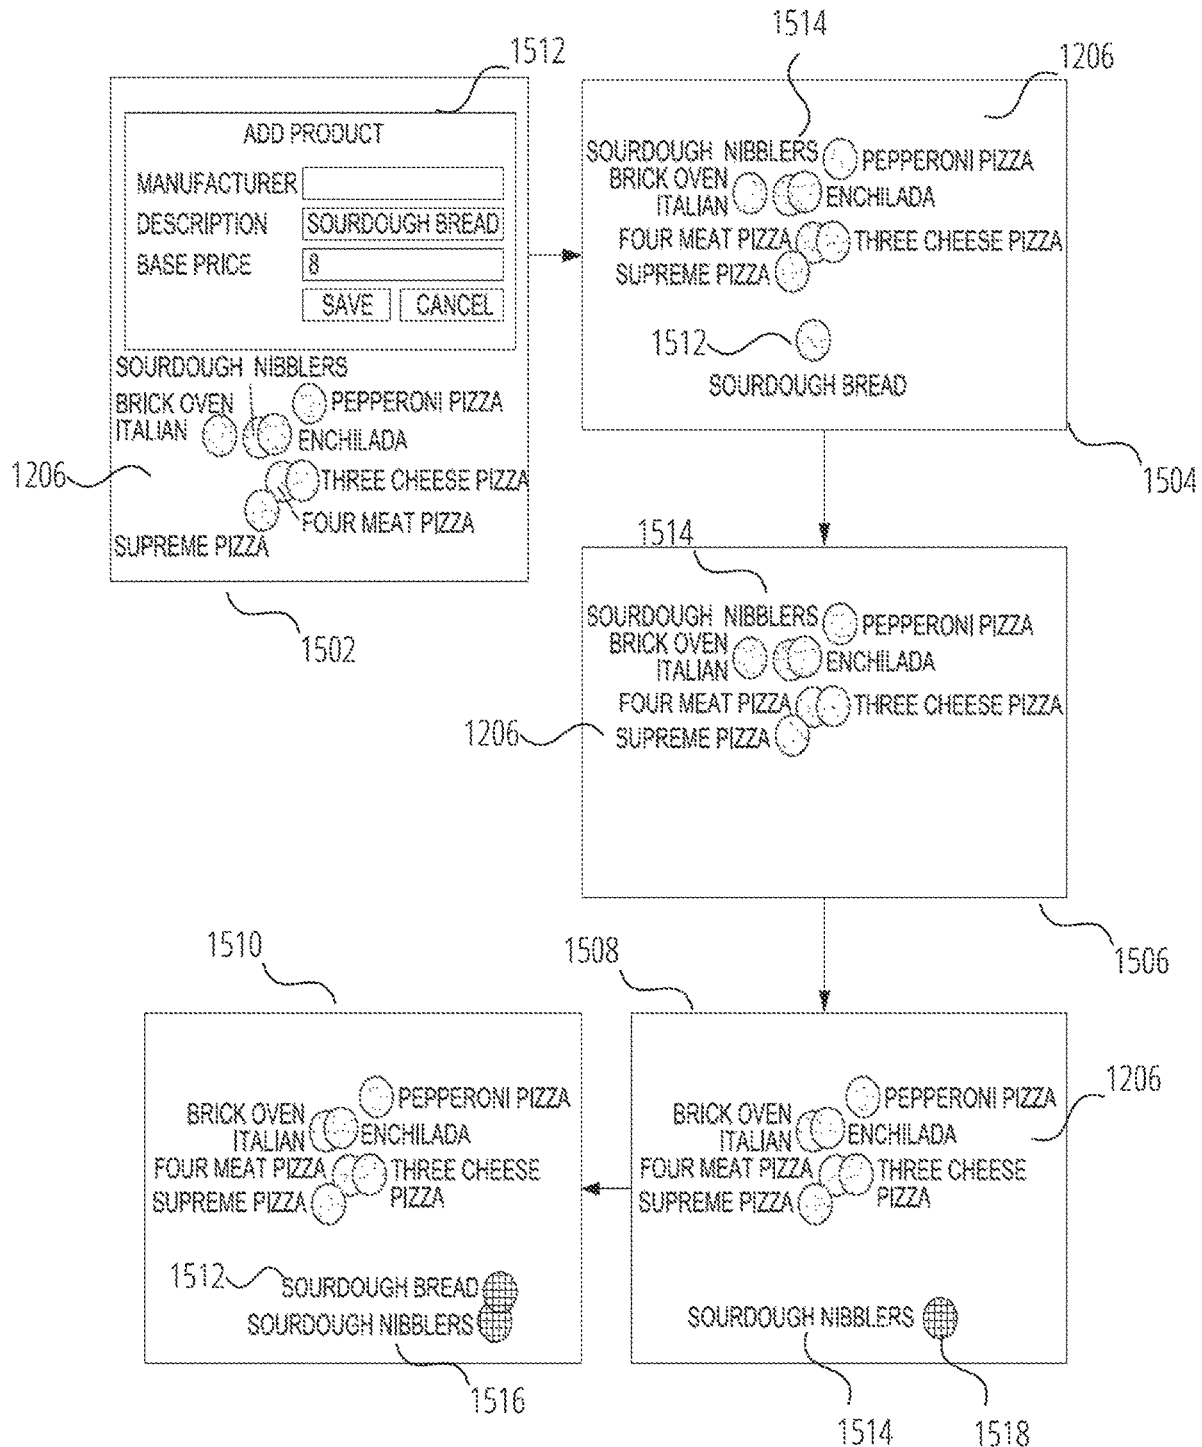 1512
ADD PRODUCT
MANUFACTURER
DESCRIPTION SOURDOUGH BREAD
BASE PRICE 8
SAVE CANCEL
SOURDOUGH NIBBLERS
BRICK OVEN
ITALIAN
PEPPERONI PIZZA
ENCHILADA
1206
THREE CHEESE PIZZA
FOUR MEAT PIZZA
SUPREME PIZZA
1502
1514
1206
SOURDOUGH NIBBLERS
PEPPERONI PIZZA
BRICK OVEN
ITALIAN
ENCHILADA
FOUR MEAT PIZZA
THREE CHEESE PIZZA
SUPREME PIZZA
1512
SOURDOUGH BREAD
1504
1514
SOURDOUGH NIBBLERS
PEPPERONI PIZZA
BRICK OVEN
ITALIAN
ENCHILADA
FOUR MEAT PIZZA
THREE CHEESE PIZZA
1206
SUPREME PIZZA
1506
1510
PEPPERONI PIZZA
BRICK OVEN
ITALIAN
ENCHILADA
FOUR MEAT PIZZA
THREE CHEESE
PIZZA
SUPREME PIZZA
1512
SOURDOUGH BREAD
SOURDOUGH NIBBLERS
1516
1508
PEPPERONI PIZZA
1206
BRICK OVEN
ITALIAN
ENCHILADA
FOUR MEAT PIZZA
THREE CHEESE
PIZZA
SUPREME PIZZA
SOURDOUGH NIBBLERS
1514
1518